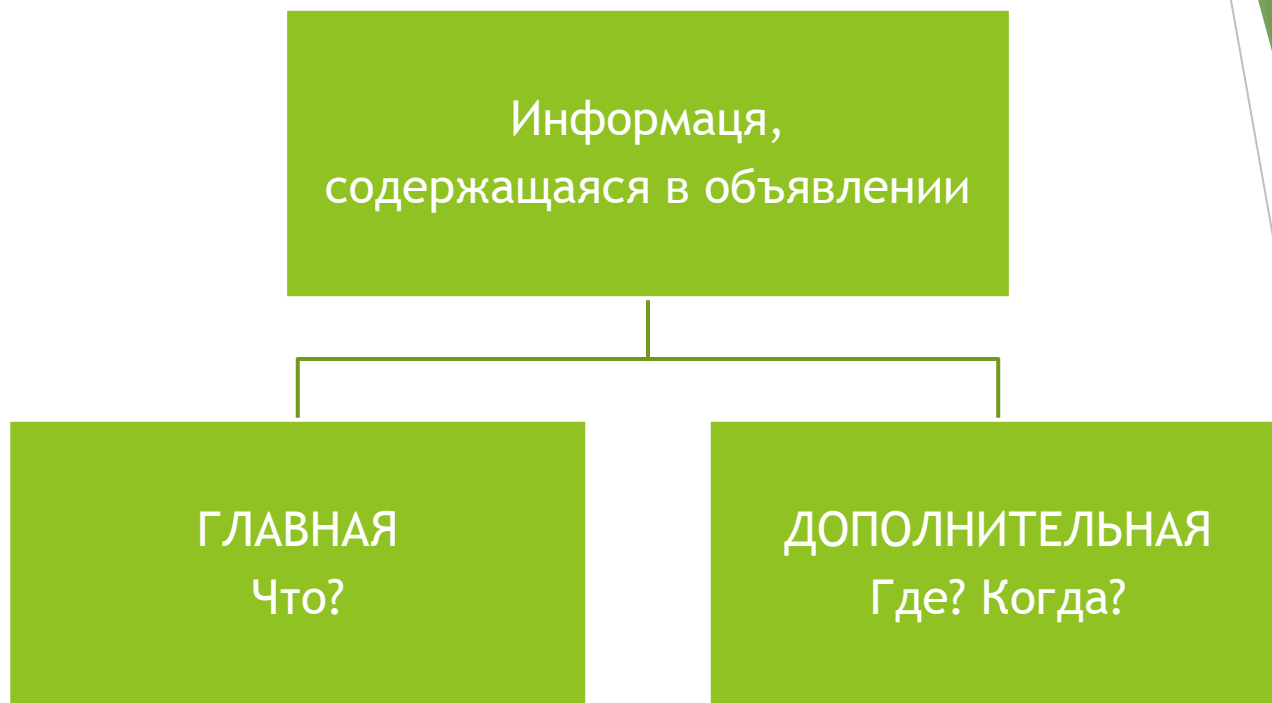 Информаця,
содержащаяся в объявлении
ГЛАВНАЯ
Что?
ДОПОЛНИТЕЛЬНАЯ
Где? Когда?